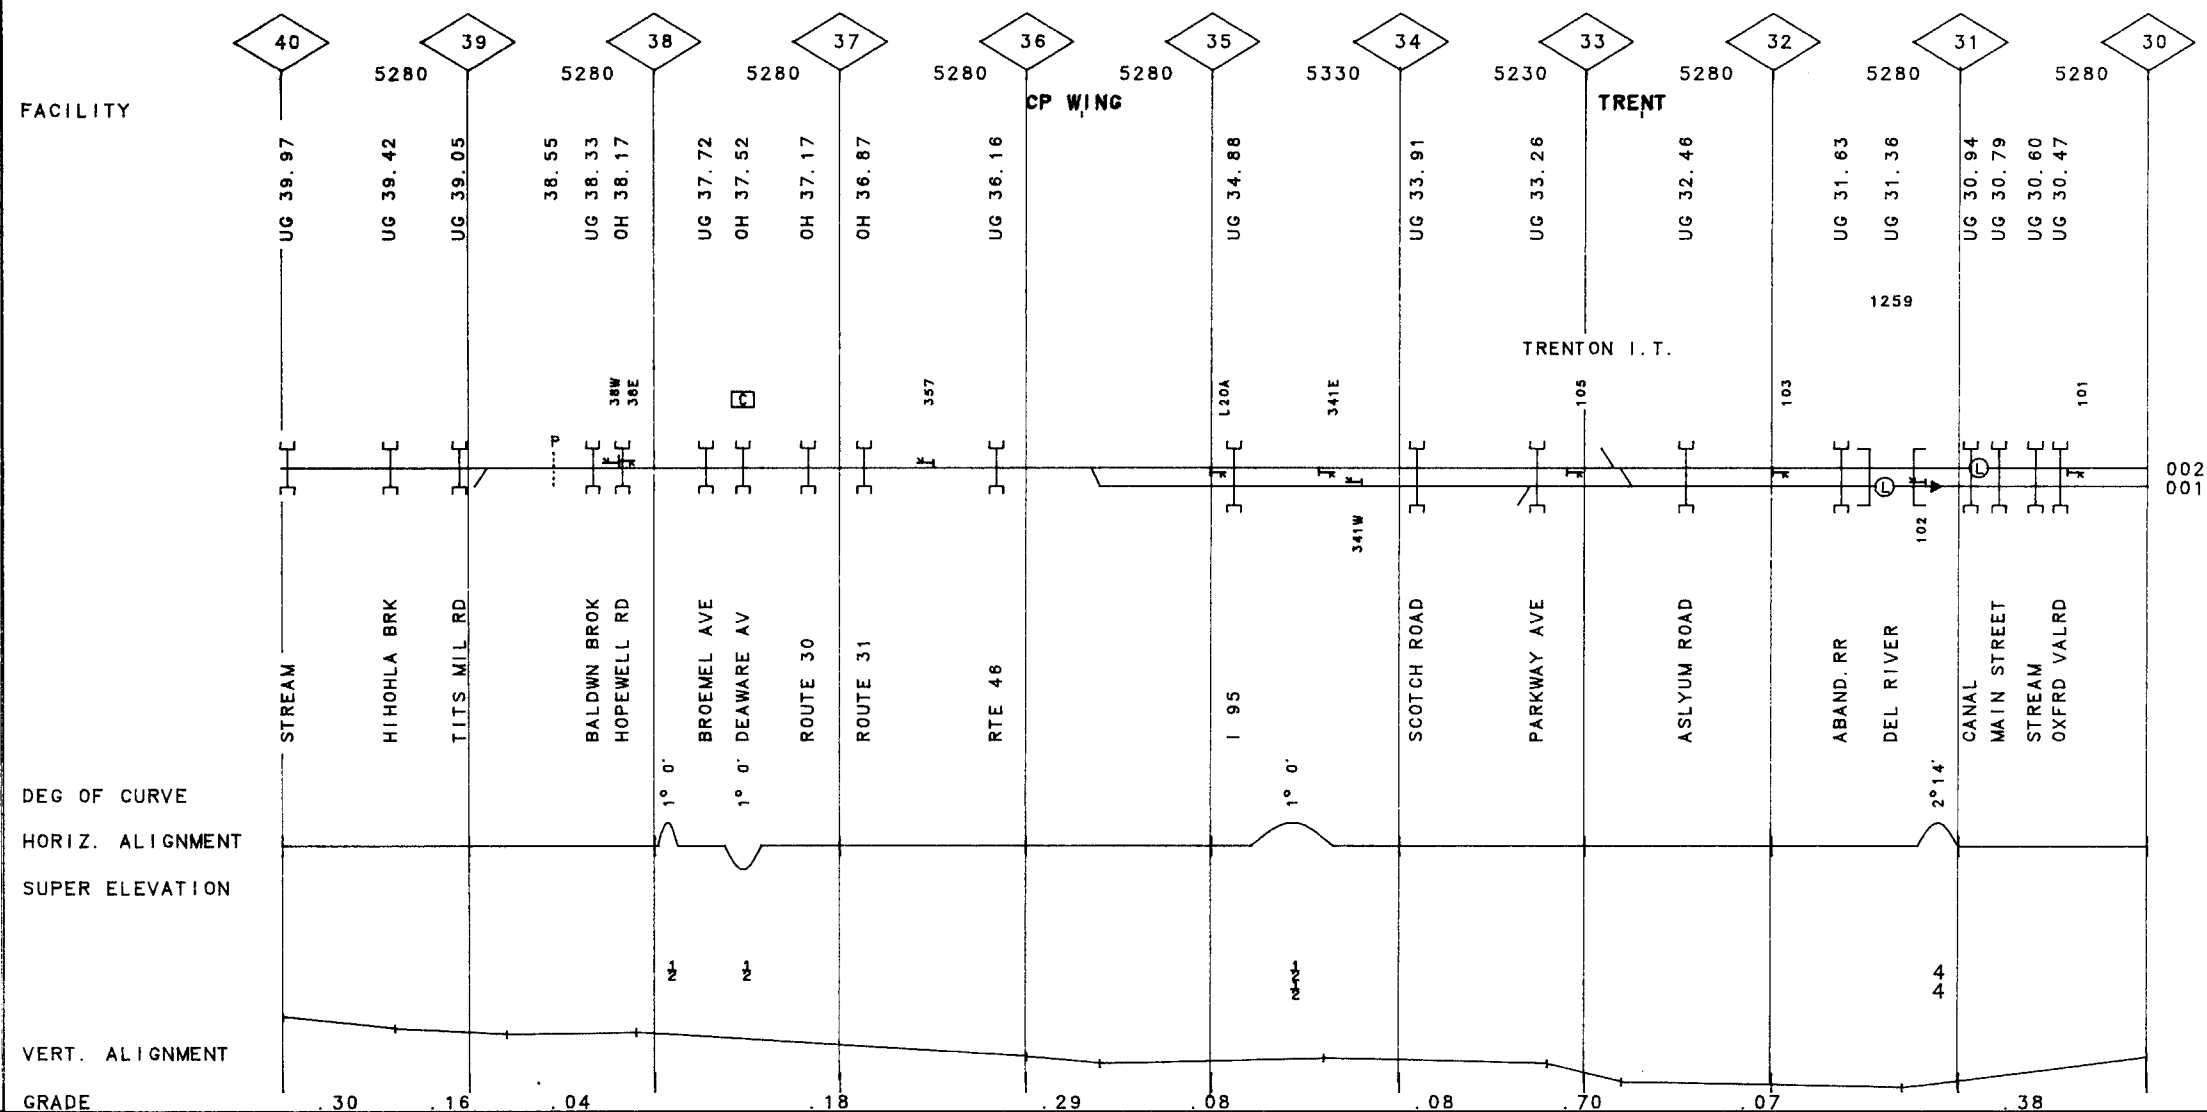 40 39 38 37 36 35 34 33 32 31 30
5280 5280 5280 5280 5280 5330 5230 5280 5280 5280
FACILITY
CP WING
TRENT
UG 39.97
UG 39.42
UG 39.05
38.55
UG 38.33
OH 38.17
UG 37.72
OH 37.52
OH 37.17
OH 36.87
UG 36.16
UG 34.88
UG 33.91
UG 33.26
UG 32.46
UG 31.63
UG 31.36
UG 30.94
UG 30.79
UG 30.60
UG 30.47
1259
TRENTON I.T.
38W
38E
C
357
L20A
341E
105
103
101
P
L
L
002
001
341W
102
STREAM
HIHOHLA BRK
TITS MIL RD
BALDWN BROK
HOPEWELL RD
BROEMEL AVE
DEAWARE AV
ROUTE 30
ROUTE 31
RTE 46
I 95
SCOTCH ROAD
PARKWAY AVE
ASLYUM ROAD
ABAND.RR
DEL RIVER
CANAL
MAIN STREET
STREAM
OXFRD VALRD
DEG OF CURVE
1° 0'
1° 0'
1° 0'
2°14'
HORIZ. ALIGNMENT
SUPER ELEVATION
1/2 1/2 1/2 4
1/2 4
VERT. ALIGNMENT
GRADE .30 .16 .04 .18 .29 .08 .08 .70 .07 .38